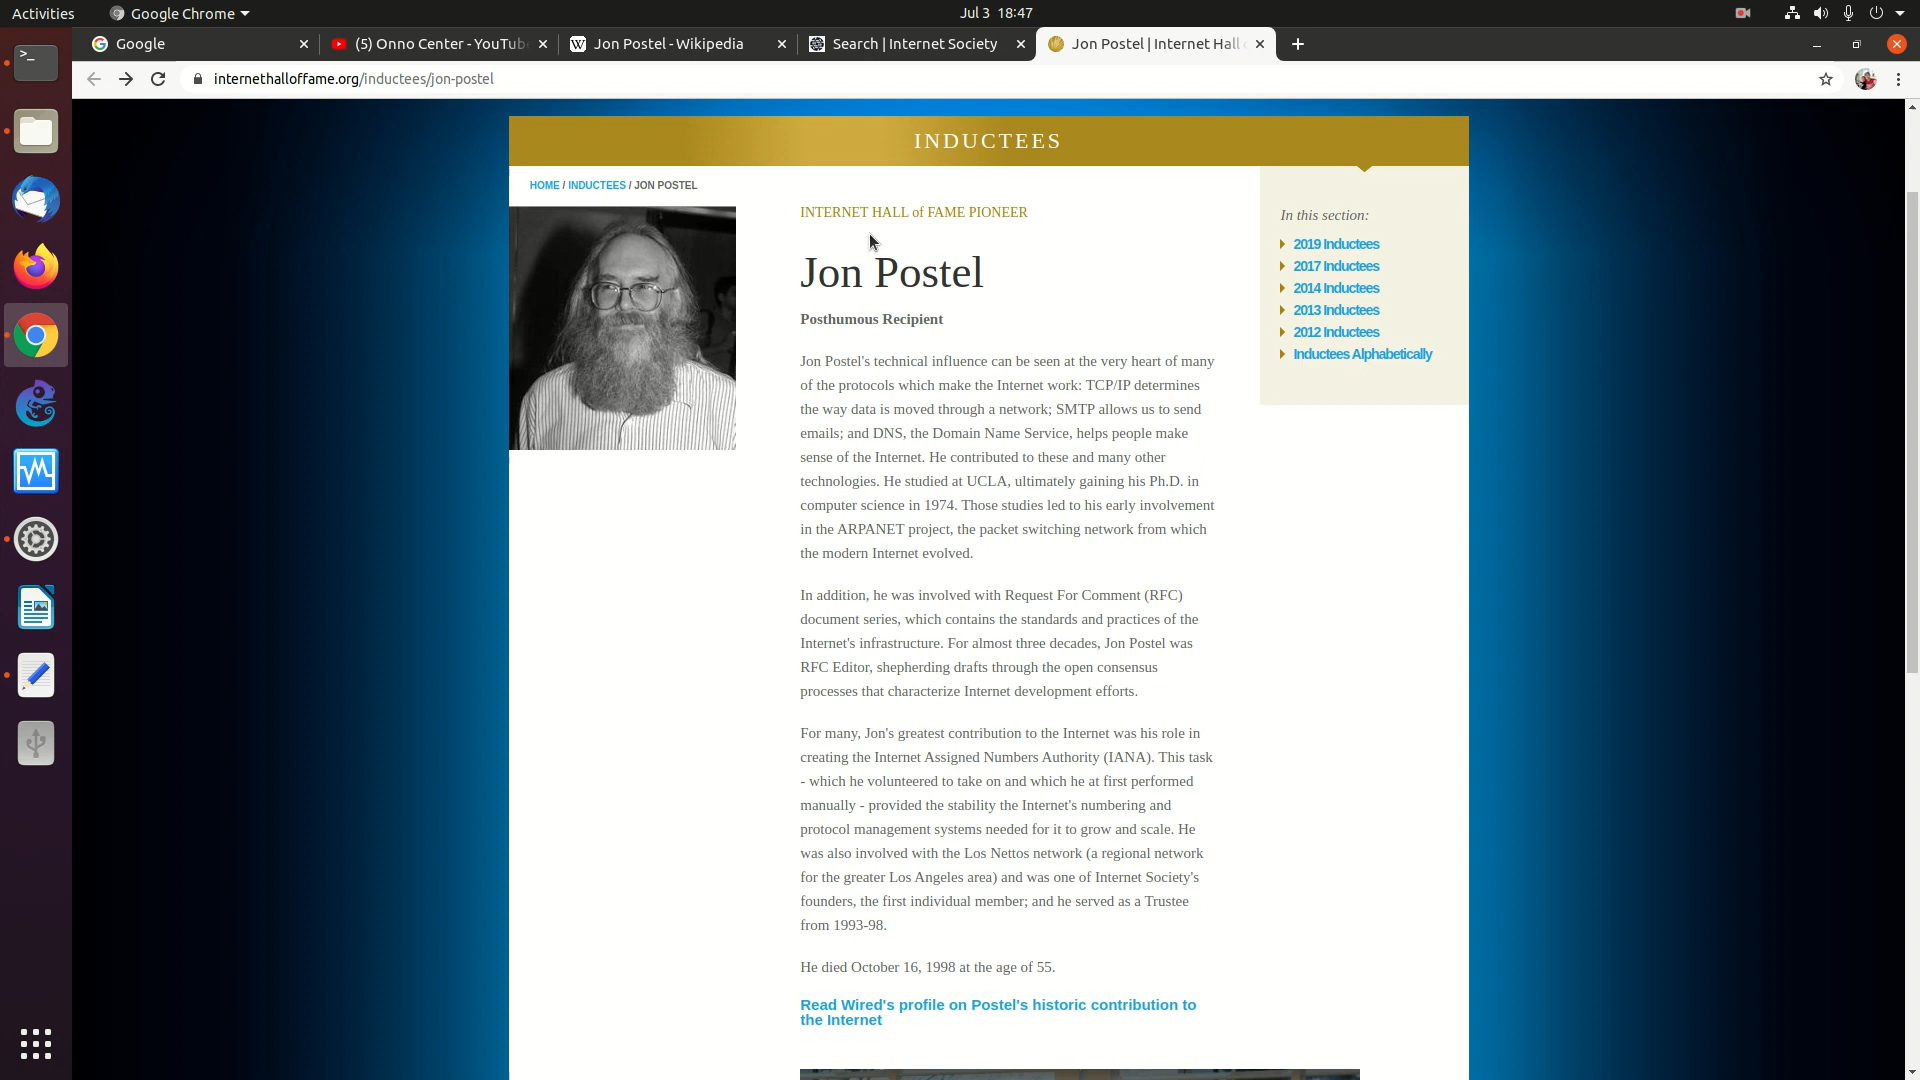 Activities
Google Chrome
Jul 3 18:47
Google
(5) Onno Center - YouTub
Jon Postel - Wikipedia
Search | Internet Society
Jon Postel | Internet Hall
internethalloffame.org/inductees/jon-postel
INDUCTEES
HOME / INDUCTEES / JON POSTEL
INTERNET HALL of FAME PIONEER
Jon Postel
Posthumous Recipient
Jon Postel's technical influence can be seen at the very heart of many
of the protocols which make the Internet work: TCP/IP determines
the way data is moved through a network; SMTP allows us to send
emails; and DNS, the Domain Name Service, helps people make
sense of the Internet. He contributed to these and many other
technologies. He studied at UCLA, ultimately gaining his Ph.D. in
computer science in 1974. Those studies led to his early involvement
in the ARPANET project, the packet switching network from which
the modern Internet evolved.
In addition, he was involved with Request For Comment (RFC)
document series, which contains the standards and practices of the
Internet's infrastructure. For almost three decades, Jon Postel was
RFC Editor, shepherding drafts through the open consensus
processes that characterize Internet development efforts.
For many, Jon's greatest contribution to the Internet was his role in
creating the Internet Assigned Numbers Authority (IANA). This task
- which he volunteered to take on and which he at first performed
manually - provided the stability the Internet's numbering and
protocol management systems needed for it to grow and scale. He
was also involved with the Los Nettos network (a regional network
for the greater Los Angeles area) and was one of Internet Society's
founders, the first individual member; and he served as a Trustee
from 1993-98.
He died October 16, 1998 at the age of 55.
Read Wired's profile on Postel's historic contribution to
the Internet
In this section:
2019 Inductees
2017 Inductees
2014 Inductees
2013 Inductees
2012 Inductees
Inductees Alphabetically